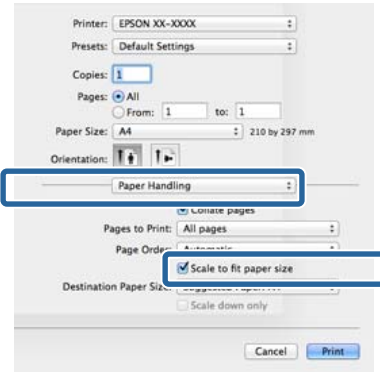 Printer: EPSON XX-XXXX
Presets: Default Settings
Copies: 1
Pages: All
From: 1 to: 1
Paper Size: A4 210 by 297 mm
Orientation:
Paper Handling
Collate pages
Pages to Print: All pages
Page Order: Automatic
Scale to fit paper size
Destination Paper Size:
Scale down only
Cancel Print